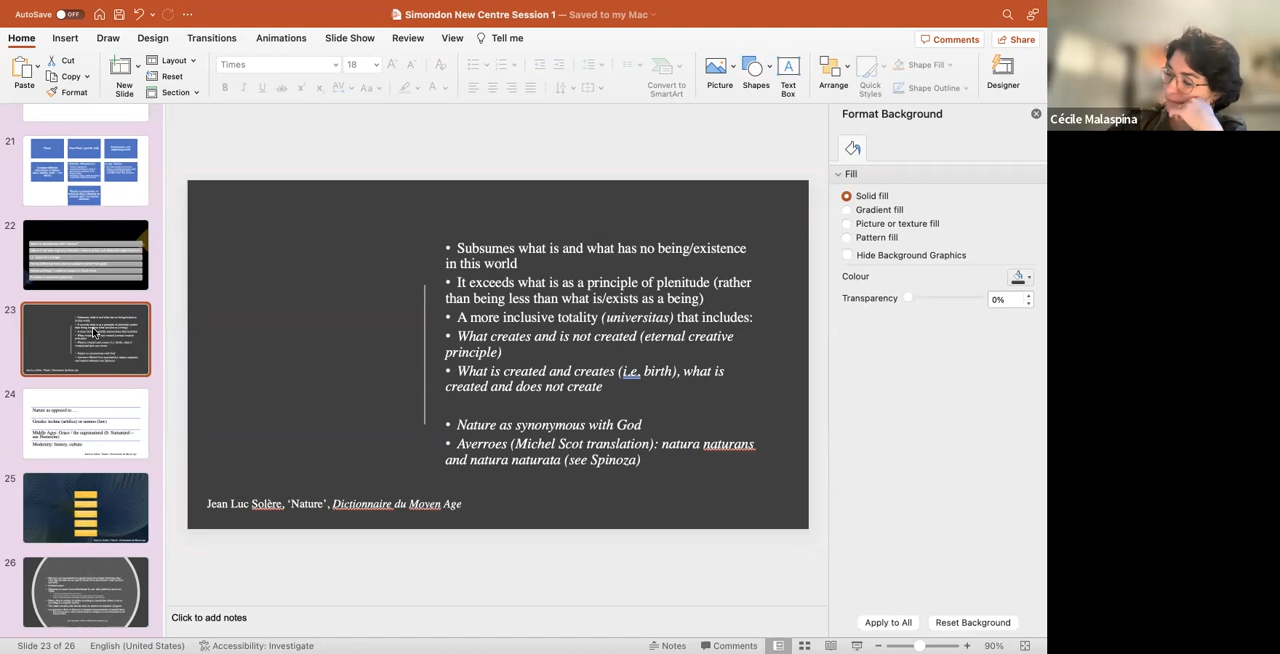 AutoSave OFF
Simondon New Centre Session 1 — Saved to my Mac
Home Insert Draw Design Transitions Animations Slide Show Review View Tell me
Comments Share
Paste
Cut
Copy
Format
New
Slide
Layout
Reset
Section
Times 18
Convert to
SmartArt
Picture
Shapes
Text
Box
Arrange
Quick
Styles
Shape Fill
Shape Outline
Designer
Cécile Malaspina
21
22
23
24
Nature as opposed to ...
Modernity: history, culture
25
26
• Subsumes what is and what has no being/existence
in this world
• It exceeds what is as a principle of plenitude (rather
than being less than what is/exists as a being)
• A more inclusive totality (universitas) that includes:
• What creates and is not created (eternal creative
principle)
• What is created and creates (i.e. birth), what is
created and does not create
• Nature as synonymous with God
• Averroes (Michel Scot translation): natura naturans
and natura naturata (see Spinoza)
Jean Luc Solère, ‘Nature’, Dictionnaire du Moyen Age
Format Background
Fill
Solid fill
Gradient fill
Picture or texture fill
Pattern fill
Hide Background Graphics
Colour
Transparency 0%
Apply to All Reset Background
Click to add notes
Slide 23 of 26 English (United States) Accessibility: Investigate Notes Comments 90%